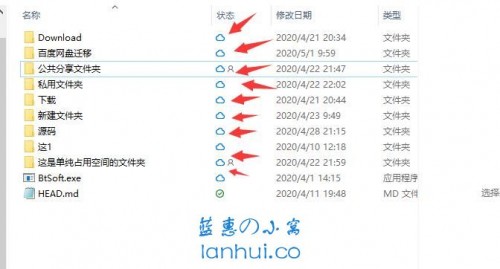 名称 状态 修改日期 类型
Download 2020/4/21 20:34 文件夹
百度网盘迁移 2020/5/1 9:59 文件夹
公共分享文件夹 2020/4/22 21:47 文件夹
私用文件夹 2020/4/22 22:02 文件夹
下载 2020/4/21 20:44 文件夹
新建文件夹 2020/4/23 9:49 文件夹
源码 2020/4/28 21:15 文件夹
这1 2020/4/10 12:18 文件夹
这是单纯占用空间的文件夹 2020/4/22 21:59 文件夹
BtSoft.exe 2020/4/1 14:15 应用程序
HEAD.md 2020/4/11 19:48 MD 文件
选择
蓝惠の小窝
lanhui.co